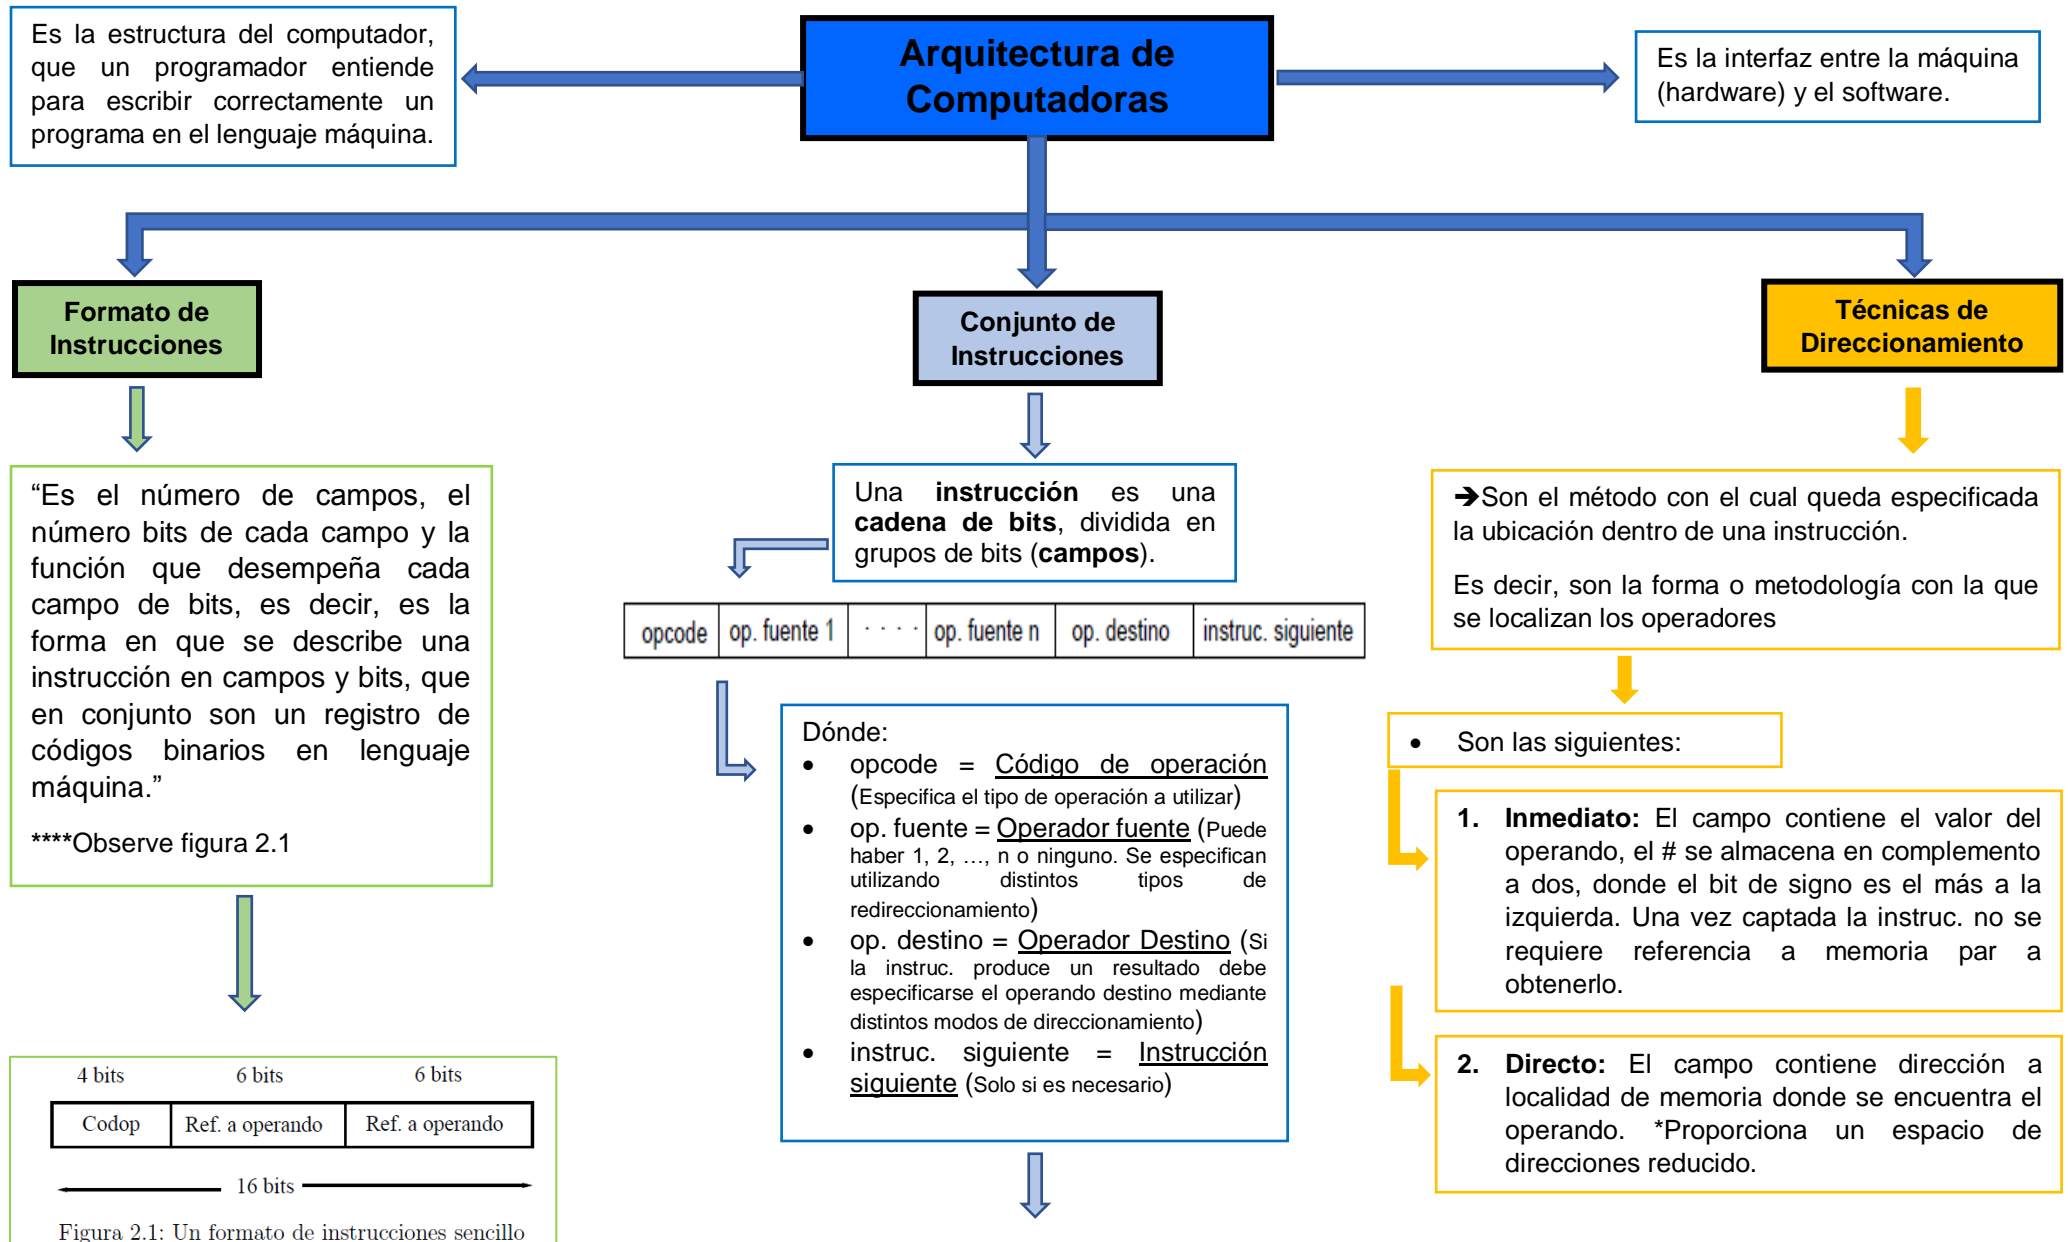 Es la estructura del computador,
que un programador entiende
para escribir correctamente un
programa en el lenguaje máquina.
Arquitectura de
Computadoras
Es la interfaz entre la máquina
(hardware) y el software.
Formato de
Instrucciones
Conjunto de
Instrucciones
Técnicas de
Direccionamiento
“Es el número de campos, el
número bits de cada campo y la
función que desempeña cada
campo de bits, es decir, es la
forma en que se describe una
instrucción en campos y bits, que
en conjunto son un registro de
códigos binarios en lenguaje
máquina.”
****Observe figura 2.1
4 bits 6 bits 6 bits
Codop Ref. a operando Ref. a operando
16 bits
Figura 2.1: Un formato de instrucciones sencillo
Una instrucción es una
cadena de bits, dividida en
grupos de bits (campos).
opcode op. fuente 1 . . . . op. fuente n op. destino instruc. siguiente
Dónde:
• opcode = Código de operación
(Especifica el tipo de operación a utilizar)
• op. fuente = Operador fuente (Puede
haber 1, 2, …, n o ninguno. Se especifican
utilizando distintos tipos de
redireccionamiento)
• op. destino = Operador Destino (Si
la instruc. produce un resultado debe
especificarse el operando destino mediante
distintos modos de direccionamiento)
• instruc. siguiente = Instrucción
siguiente (Solo si es necesario)
➔Son el método con el cual queda especificada
la ubicación dentro de una instrucción.
Es decir, son la forma o metodología con la que
se localizan los operadores
• Son las siguientes:
1. Inmediato: El campo contiene el valor del
operando, el # se almacena en complemento
a dos, donde el bit de signo es el más a la
izquierda. Una vez captada la instruc. no se
requiere referencia a memoria par a
obtenerlo.
2. Directo: El campo contiene dirección a
localidad de memoria donde se encuentra el
operando. *Proporciona un espacio de
direcciones reducido.